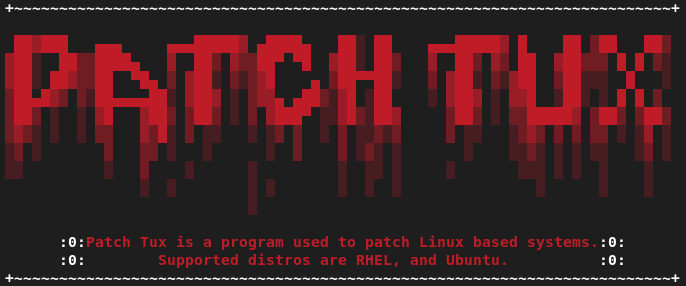 +~~~~~~~~~~~~~~~~~~~~~~~~~~~~~~~~~~~~~~~~~~~~~~~~~~~~~~~~~~~~~~~~~~~~~~~~~+
PATCH TUX
:0:Patch Tux is a program used to patch Linux based systems.:0:
:0: Supported distros are RHEL, and Ubuntu. :0:
+~~~~~~~~~~~~~~~~~~~~~~~~~~~~~~~~~~~~~~~~~~~~~~~~~~~~~~~~~~~~~~~~~~~~~~~~~+